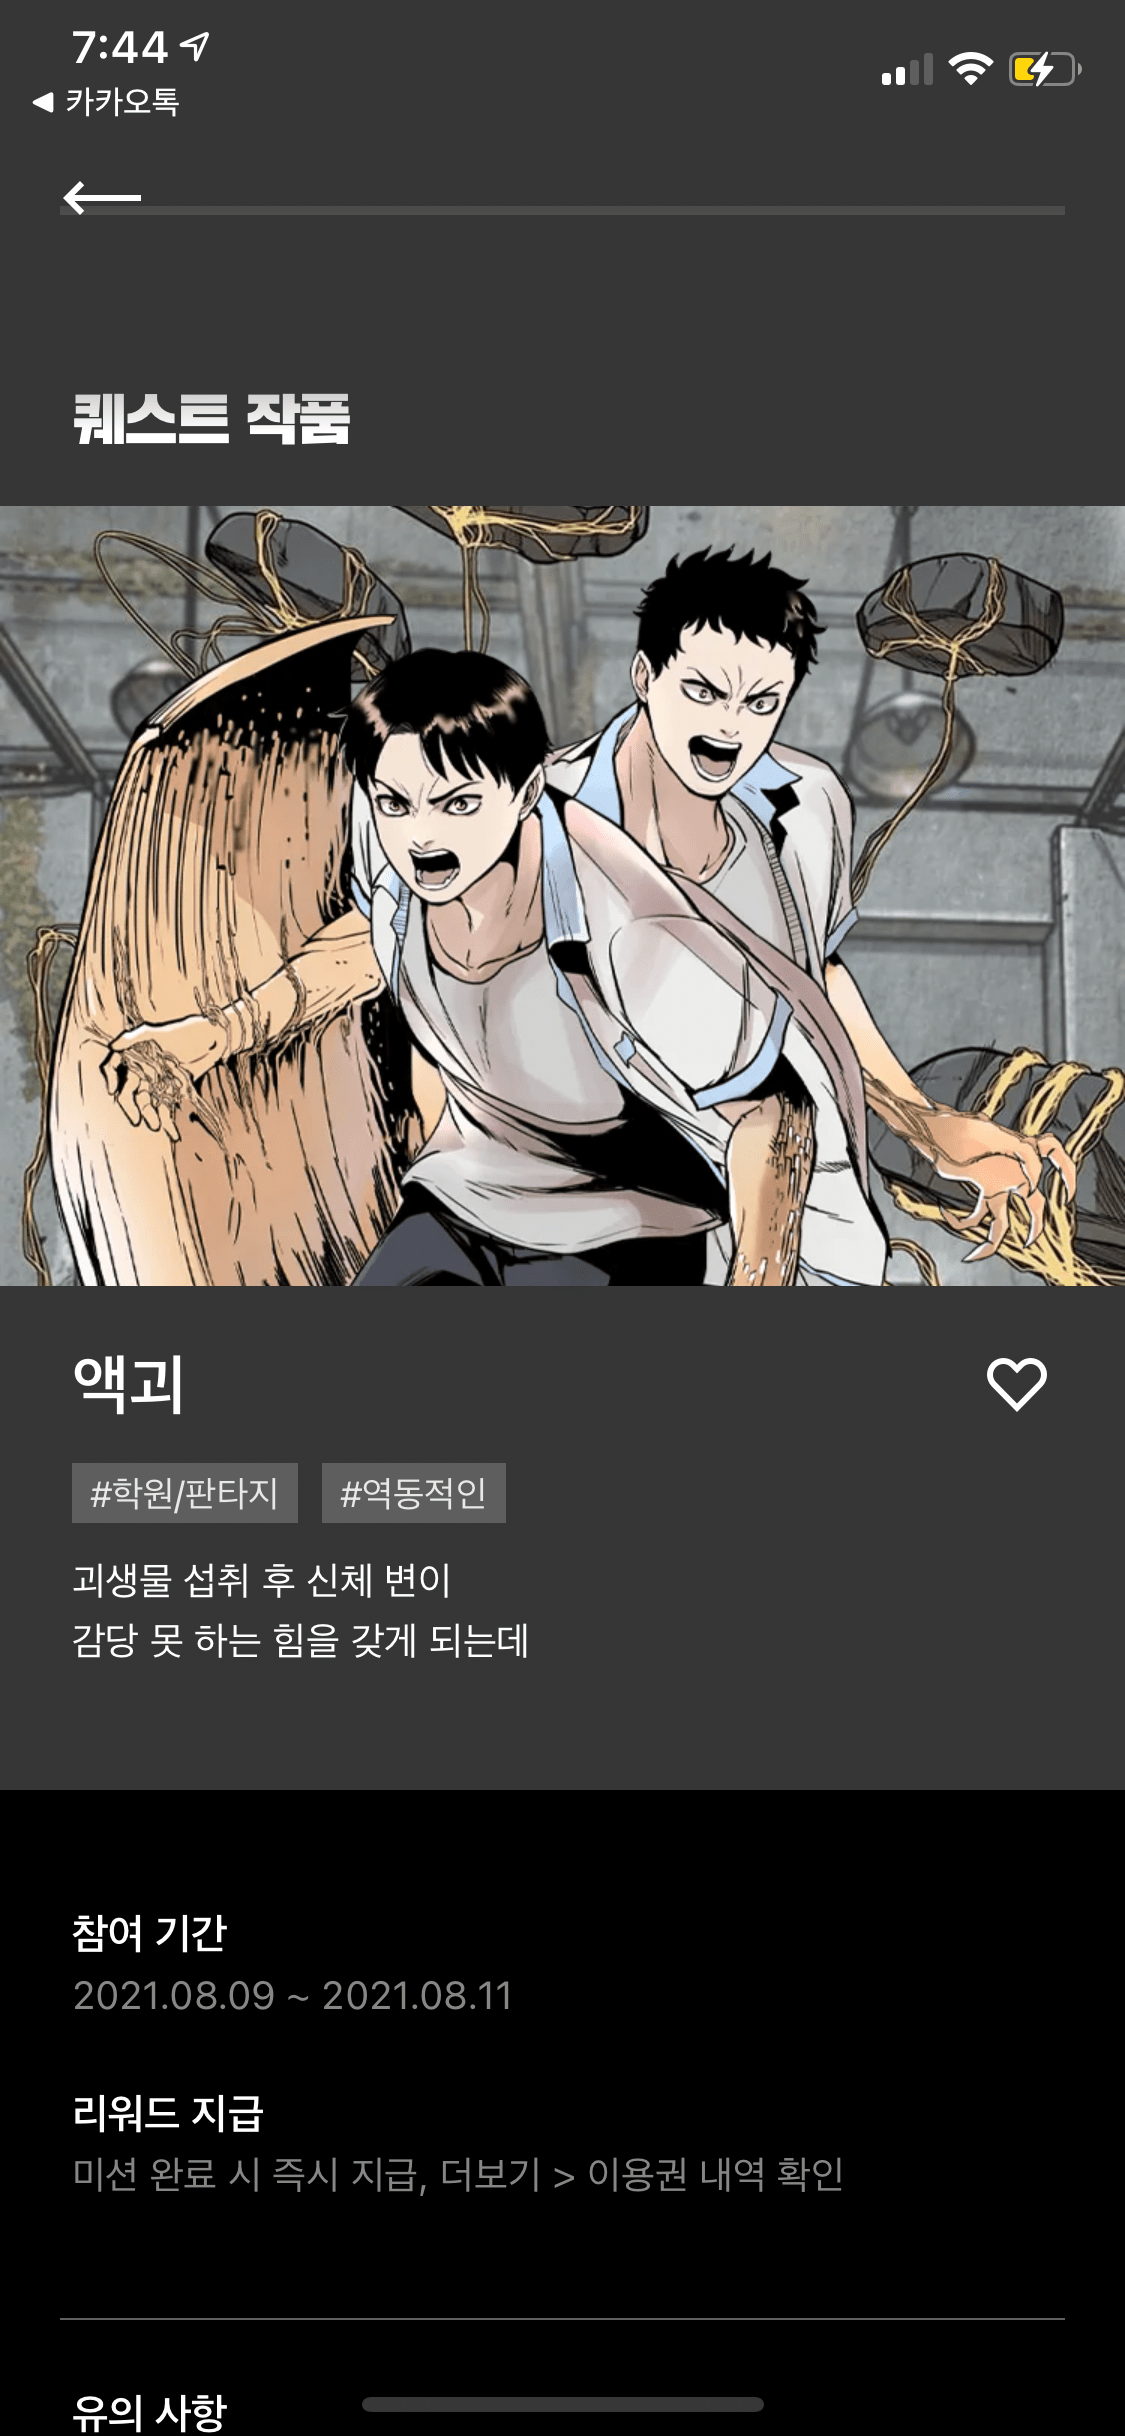 7:44
◀ 카카오톡
퀘스트 작품
액괴
#학원/판타지 #역동적인
괴생물 섭취 후 신체 변이
감당 못 하는 힘을 갖게 되는데
참여 기간
2021.08.09 ~ 2021.08.11
리워드 지급
미션 완료 시 즉시 지급, 더보기 > 이용권 내역 확인
유의 사항